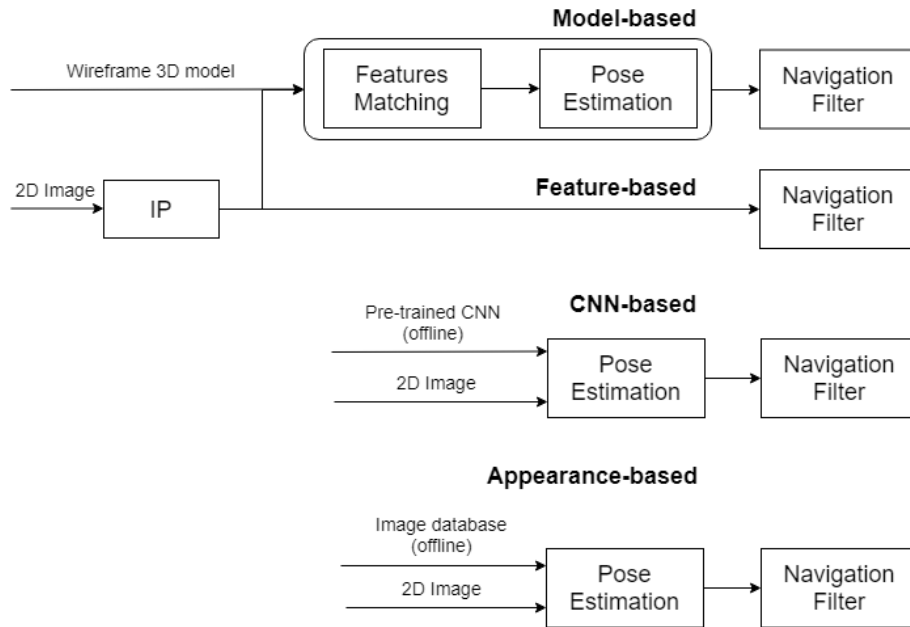 Model-based
Wireframe 3D model
Features
Matching
Pose
Estimation
Navigation
Filter
2D Image
IP
Feature-based
Navigation
Filter
CNN-based
Pre-trained CNN
(offline)
2D Image
Pose
Estimation
Navigation
Filter
Appearance-based
Image database
(offline)
2D Image
Pose
Estimation
Navigation
Filter